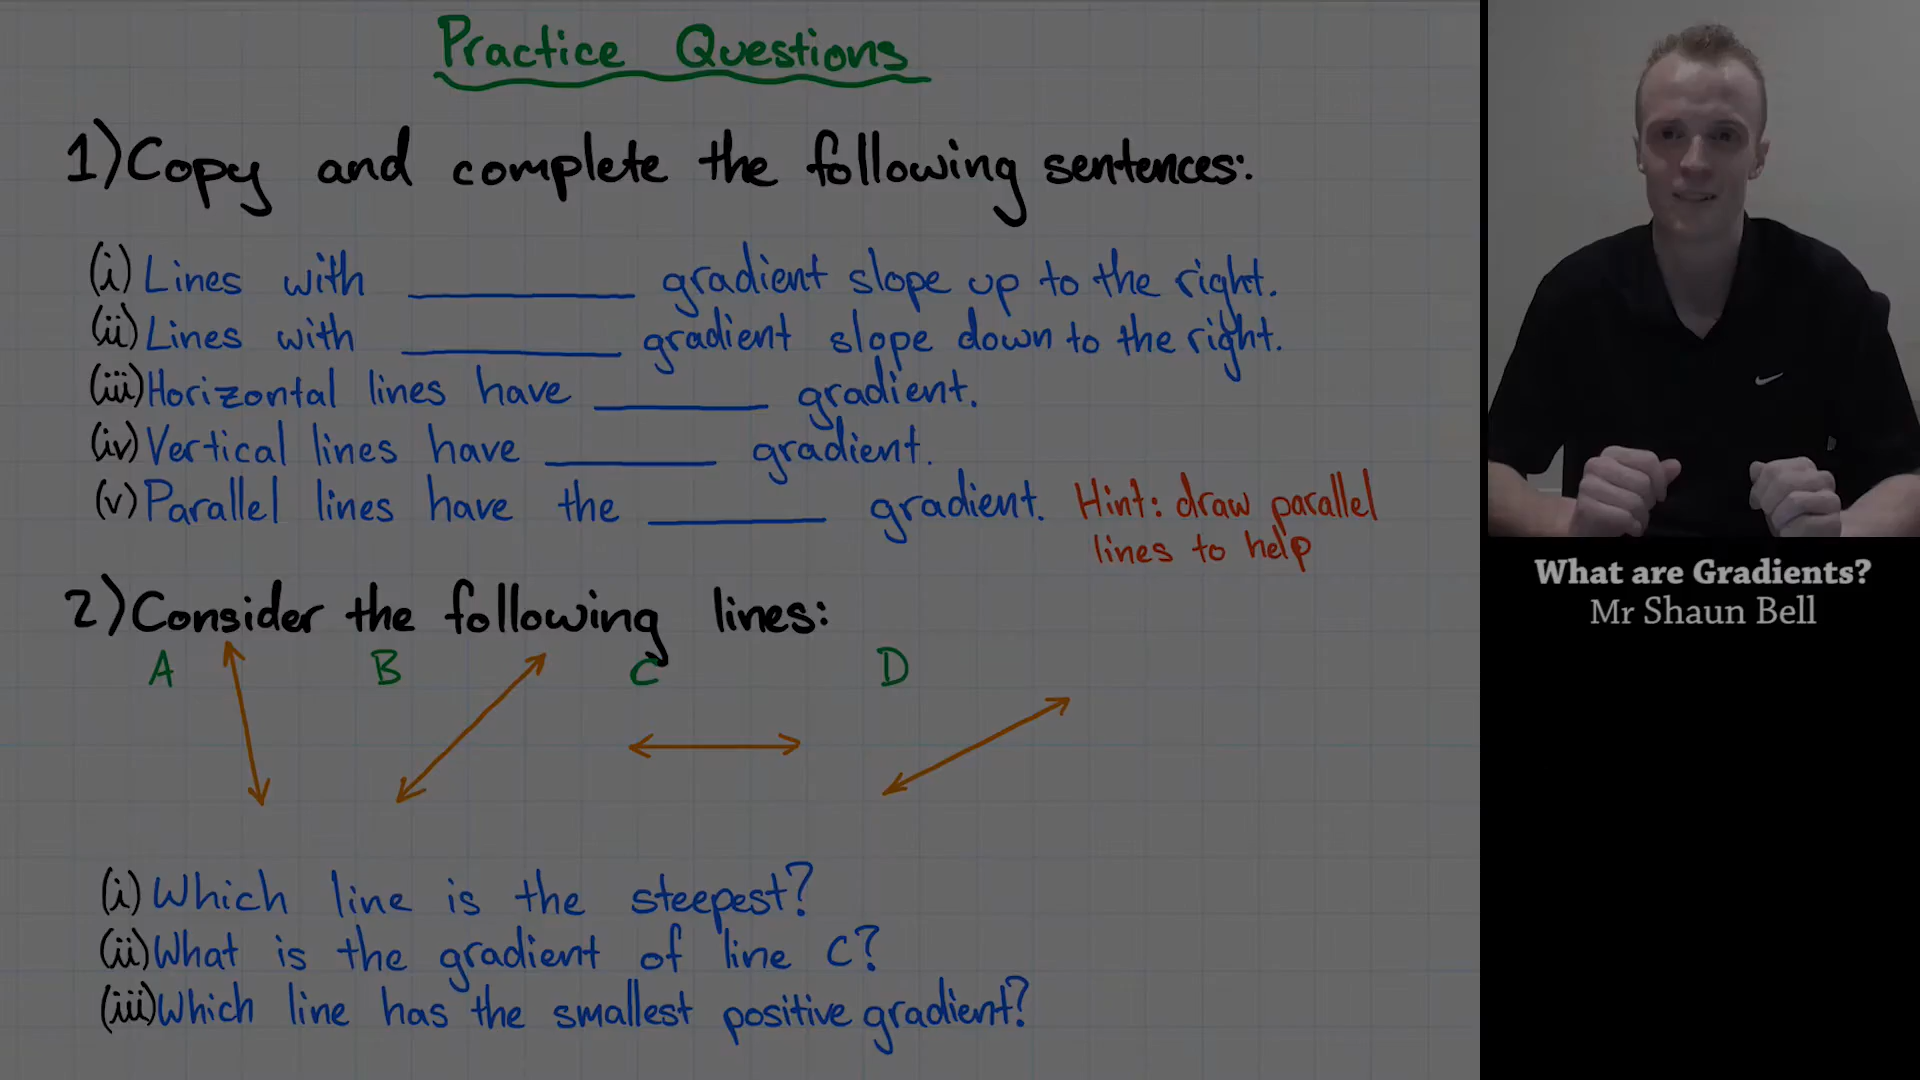 Practice Questions
1) Copy and complete the following sentences:
(i) Lines with ________ gradient slope up to the right.
(ii) Lines with ________ gradient slope down to the right.
(iii) Horizontal lines have ______ gradient.
(iv) Vertical lines have ______ gradient.
(v) Parallel lines have the ______ gradient. Hint: draw parallel
lines to help
2) Consider the following lines:
A B C D
(i) Which line is the steepest?
(ii) What is the gradient of line C?
(iii) Which line has the smallest positive gradient?
What are Gradients?
Mr Shaun Bell